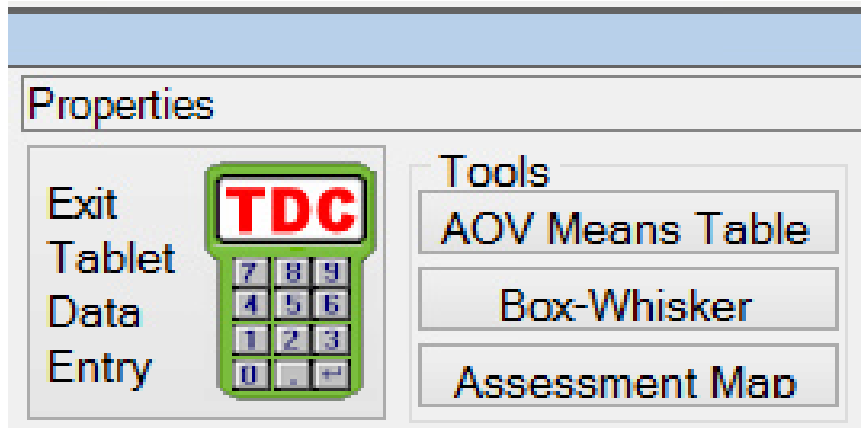 Properties
Exit
Tablet
Data
Entry
TDC
7 8 9
4 5 6
1 2 3
0 . ↵
Tools
AOV Means Table
Box-Whisker
Assessment Map